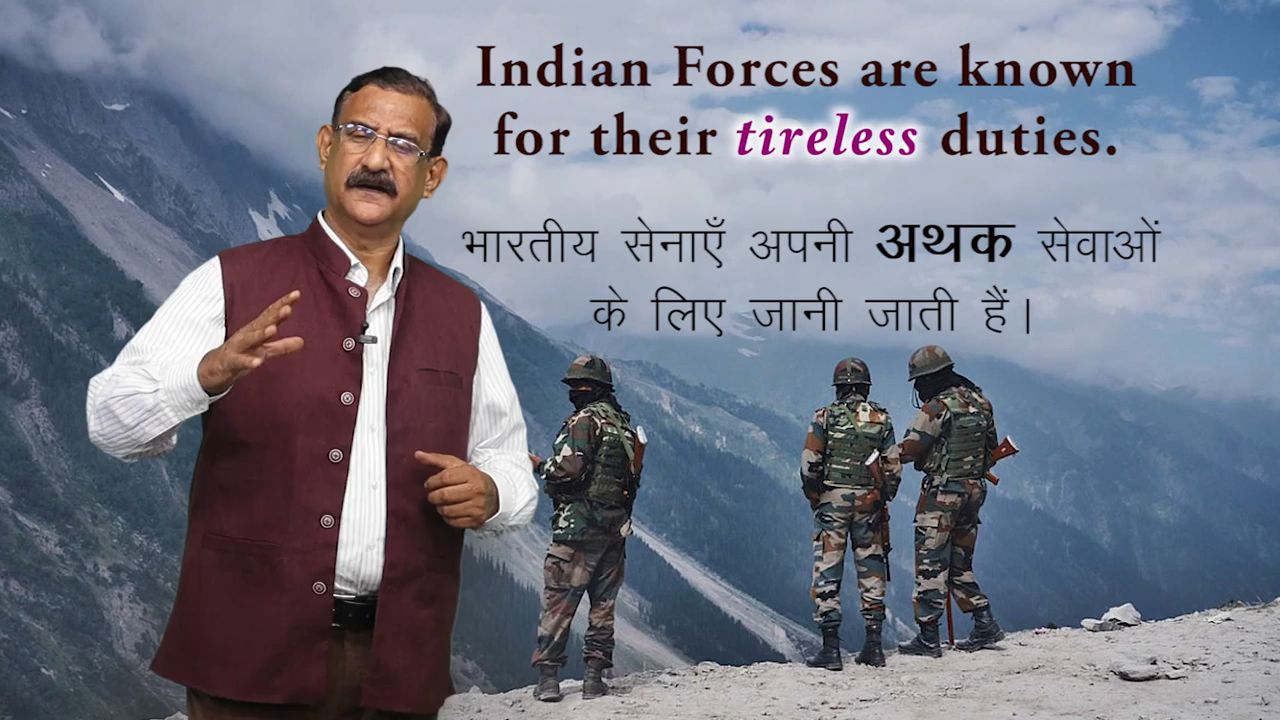 Indian Forces are known
for their tireless duties.
भारतीय सेनाएँ अपनी अथक सेवाओं
के लिए जानी जाती हैं।